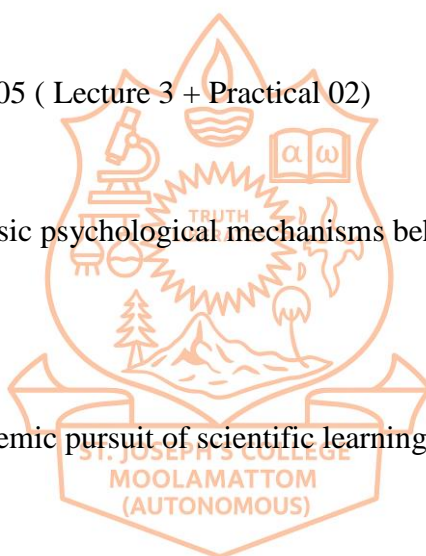 05 ( Lecture 3 + Practical 02)
α ω
TRUTH
sic psychological mechanisms beh
emic pursuit of scientific learning
ST. JOSEPH'S COLLEGE
MOOLAMATTOM
(AUTONOMOUS)